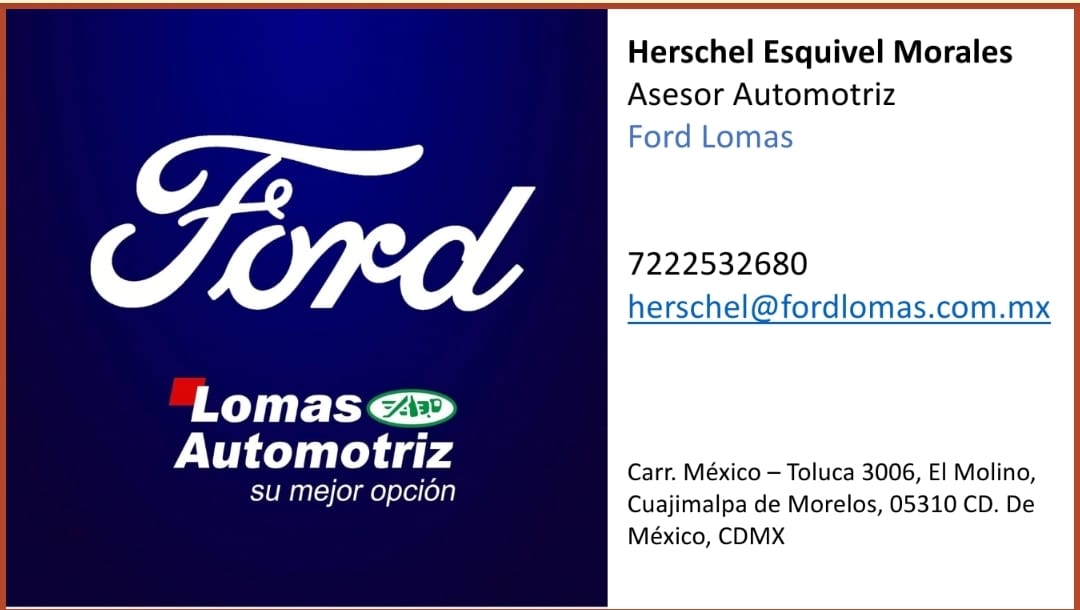 Ford
Lomas
Automotriz
su mejor opción
Herschel Esquivel Morales
Asesor Automotriz
Ford Lomas
7222532680
herschel@fordlomas.com.mx
Carr. México – Toluca 3006, El Molino,
Cuajimalpa de Morelos, 05310 CD. De
México, CDMX